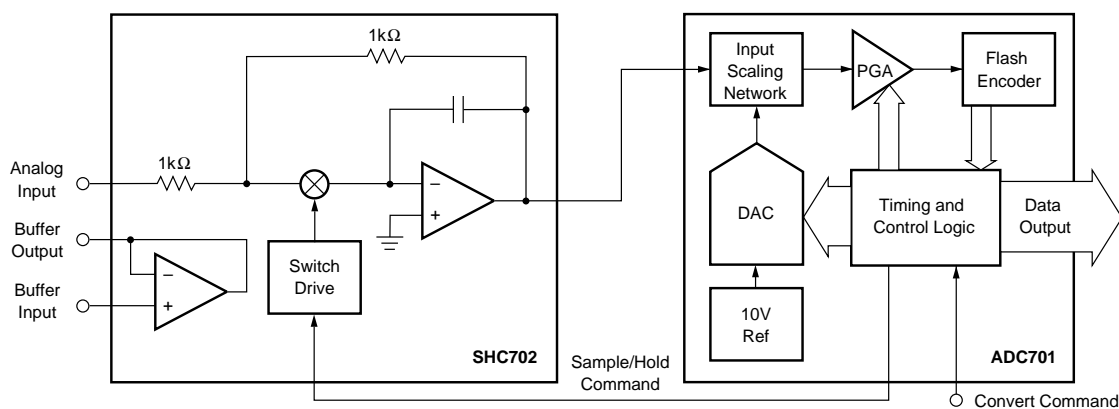 1kΩ
Analog
Input
1kΩ
−
+
Buffer
Output
Buffer
Input
−
+
Switch
Drive
SHC702
Input
Scaling
Network
PGA
Flash
Encoder
DAC
Timing and
Control Logic
Data
Output
10V
Ref
ADC701
Sample/Hold
Command
Convert Command